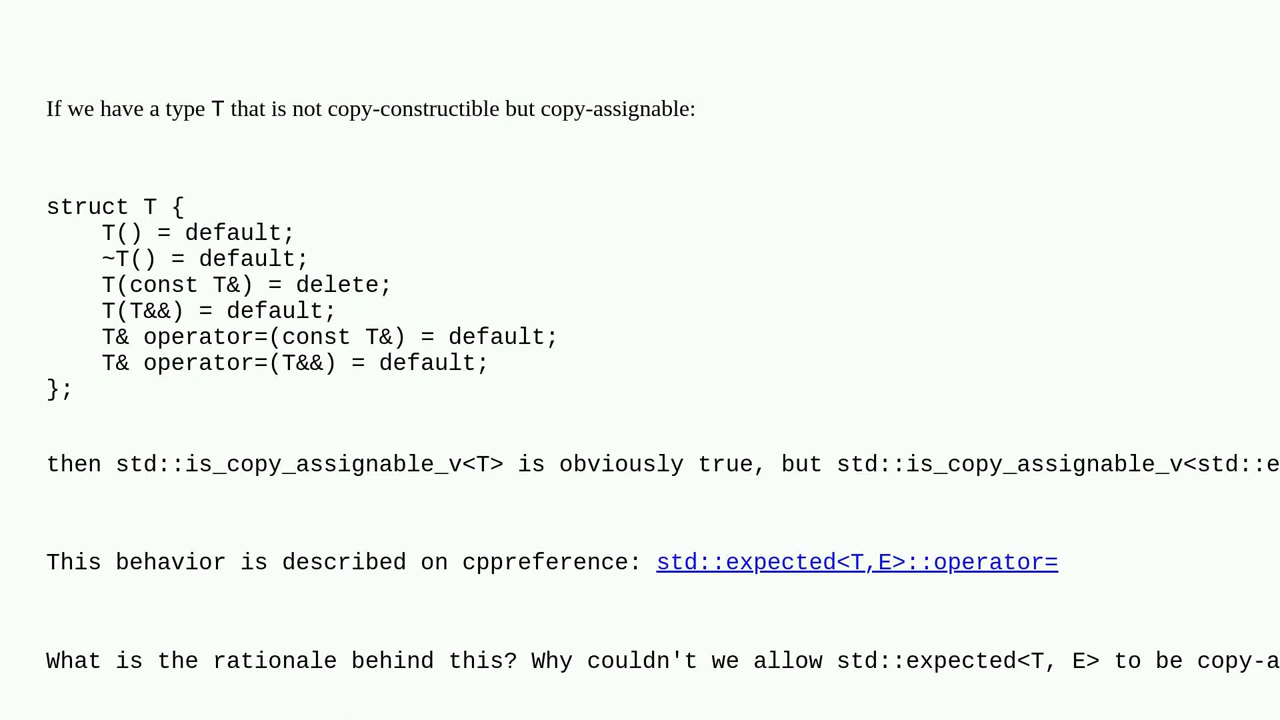 If we have a type T that is not copy-constructible but copy-assignable:
struct T {
    T() = default;
    ~T() = default;
    T(const T&) = delete;
    T(T&&) = default;
    T& operator=(const T&) = default;
    T& operator=(T&&) = default;
};
then std::is_copy_assignable_v<T> is obviously true, but std::is_copy_assignable_v<std::e
This behavior is described on cppreference: std::expected<T,E>::operator=
What is the rationale behind this? Why couldn't we allow std::expected<T, E> to be copy-a